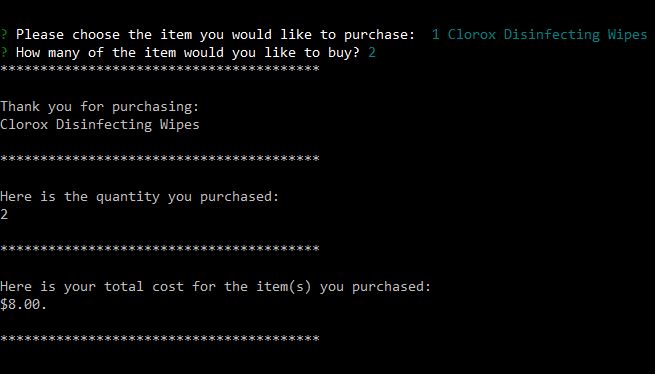 ? Please choose the item you would like to purchase:  1 Clorox Disinfecting Wipes
? How many of the item would you like to buy? 2
****************************************
Thank you for purchasing:
Clorox Disinfecting Wipes
****************************************
Here is the quantity you purchased:
2
****************************************
Here is your total cost for the item(s) you purchased:
$8.00.
****************************************